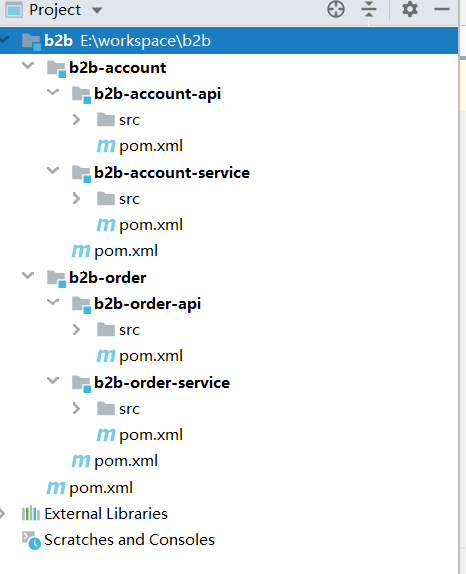 Project
b2b E:\workspace\b2b
b2b-account
b2b-account-api
src
pom.xml
b2b-account-service
src
pom.xml
pom.xml
b2b-order
b2b-order-api
src
pom.xml
b2b-order-service
src
pom.xml
pom.xml
pom.xml
External Libraries
Scratches and Consoles